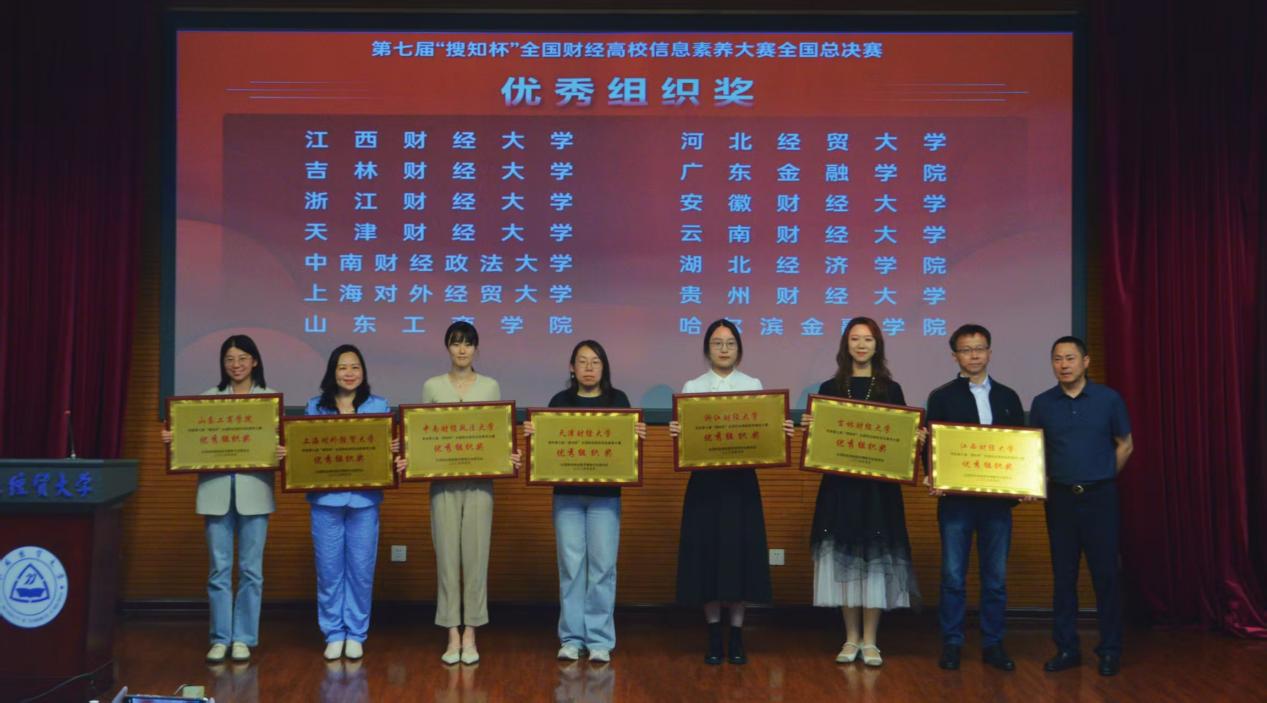 第七届“搜知杯”全国财经高校信息素养大赛全国总决赛
优秀组织奖
江西财经大学 河北经贸大学
吉林财经大学 广东金融学院
浙江财经大学 安徽财经大学
天津财经大学 云南财经大学
中南财经政法大学 湖北经济学院
上海对外经贸大学 贵州财经大学
山东工商学院 哈尔滨金融学院
山东工商学院
优秀组织奖
上海对外经贸大学
优秀组织奖
中南财经政法大学
优秀组织奖
天津财经大学
优秀组织奖
浙江财经大学
优秀组织奖
吉林财经大学
优秀组织奖
江西财经大学
优秀组织奖
经贸大学